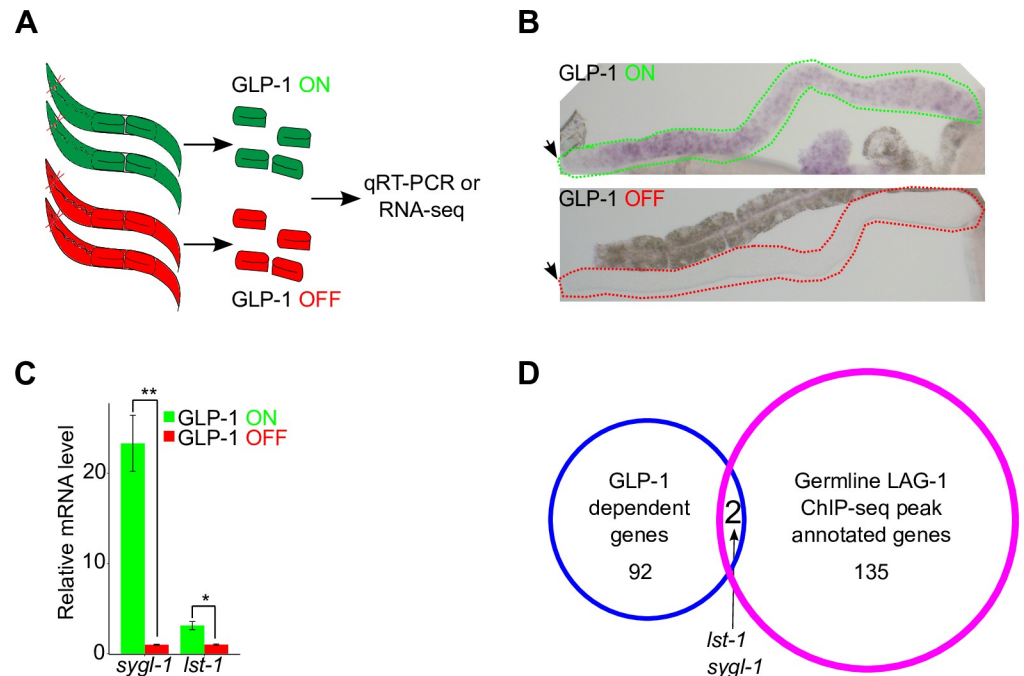 A
GLP-1 ON
GLP-1 OFF
qRT-PCR or
RNA-seq
B
GLP-1 ON
GLP-1 OFF
C
Relative mRNA level
20
10
0
**
*
GLP-1 ON
GLP-1 OFF
sygl-1 lst-1
D
GLP-1
dependent
genes
92
2
Germline LAG-1
ChIP-seq peak
annotated genes
135
lst-1
sygl-1